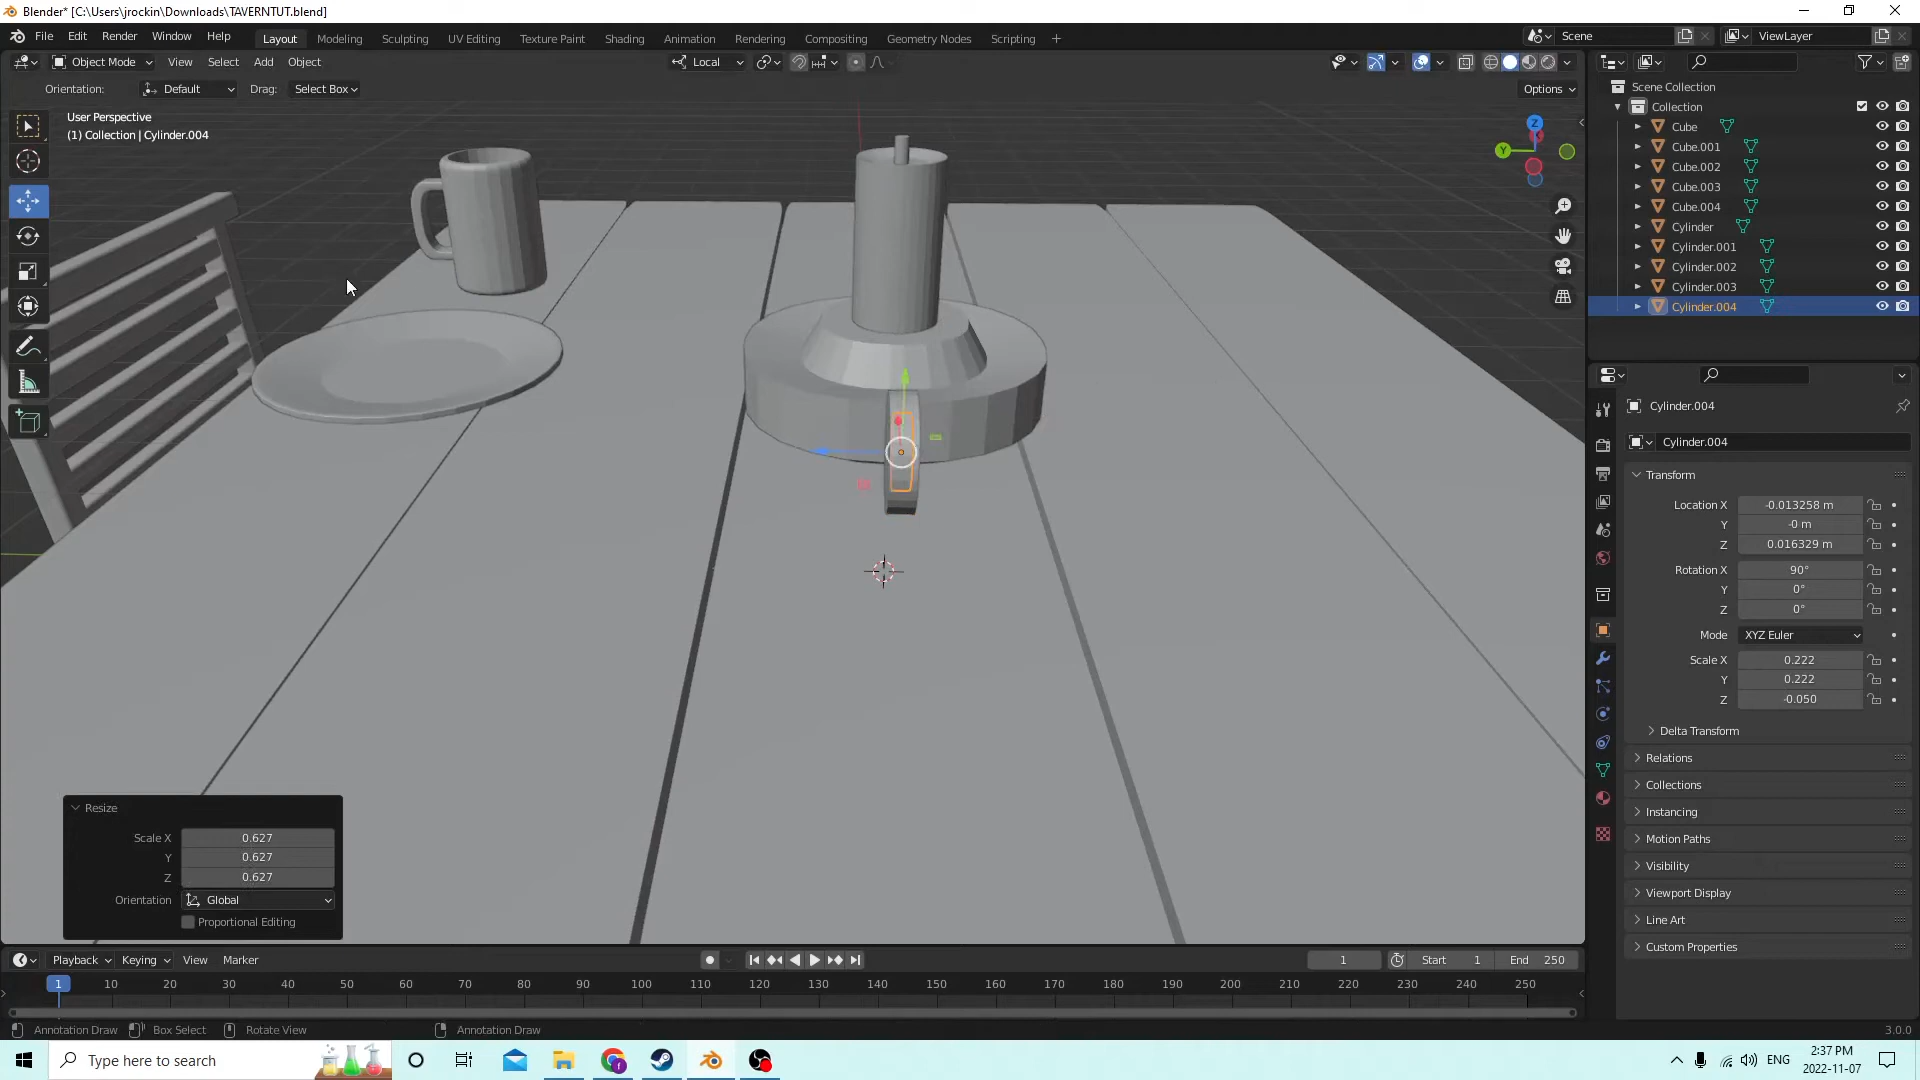 Blender* [C:\Users\jrockin\Downloads\TAVERNTUT.blend]
File Edit Render Window Help Layout Modeling Sculpting UV Editing Texture Paint Shading Animation Rendering Compositing Geometry Nodes Scripting + Scene ViewLayer
Object Mode View Select Add Object Local
Orientation: Default Drag: Select Box Options
User Perspective
(1) Collection | Cylinder.004
Z
Y
Scene Collection
Collection
Cube
Cube.001
Cube.002
Cube.003
Cube.004
Cylinder
Cylinder.001
Cylinder.002
Cylinder.003
Cylinder.004
Cylinder.004
Cylinder.004
Transform
Location X -0.013258 m
Y -0 m
Z 0.016329 m
Rotation X 90°
Y 0°
Z 0°
Mode XYZ Euler
Scale X 0.222
Y 0.222
Z -0.050
Delta Transform
Relations
Collections
Instancing
Motion Paths
Visibility
Viewport Display
Line Art
Custom Properties
Resize
Scale X 0.627
Y 0.627
Z 0.627
Orientation Global
Proportional Editing
Playback Keying View Marker 1 Start 1 End 250
1 10 20 30 40 50 60 70 80 90 100 110 120 130 140 150 160 170 180 190 200 210 220 230 240 250
Annotation Draw Box Select Rotate View Annotation Draw 3.0.0
Type here to search ENG 2:37 PM
2022-11-07